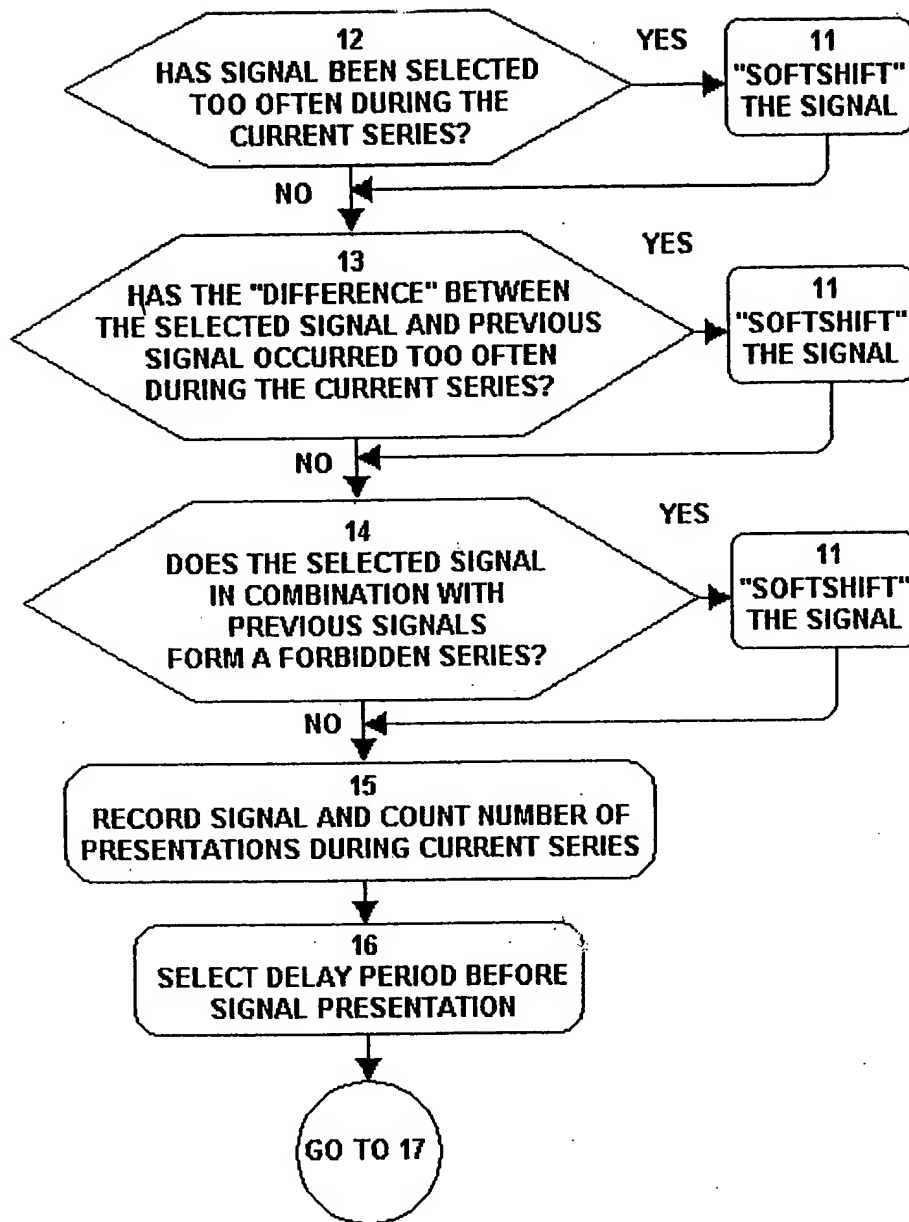 12
HAS SIGNAL BEEN SELECTED
TOO OFTEN DURING THE
CURRENT SERIES?
YES
11
"SOFTSHIFT"
THE SIGNAL
NO
13
HAS THE "DIFFERENCE" BETWEEN
THE SELECTED SIGNAL AND PREVIOUS
SIGNAL OCCURRED TOO OFTEN
DURING THE CURRENT SERIES?
YES
11
"SOFTSHIFT"
THE SIGNAL
NO
14
DOES THE SELECTED SIGNAL
IN COMBINATION WITH
PREVIOUS SIGNALS
FORM A FORBIDDEN SERIES?
YES
11
"SOFTSHIFT"
THE SIGNAL
NO
15
RECORD SIGNAL AND COUNT NUMBER OF
PRESENTATIONS DURING CURRENT SERIES
16
SELECT DELAY PERIOD BEFORE
SIGNAL PRESENTATION
GO TO 17